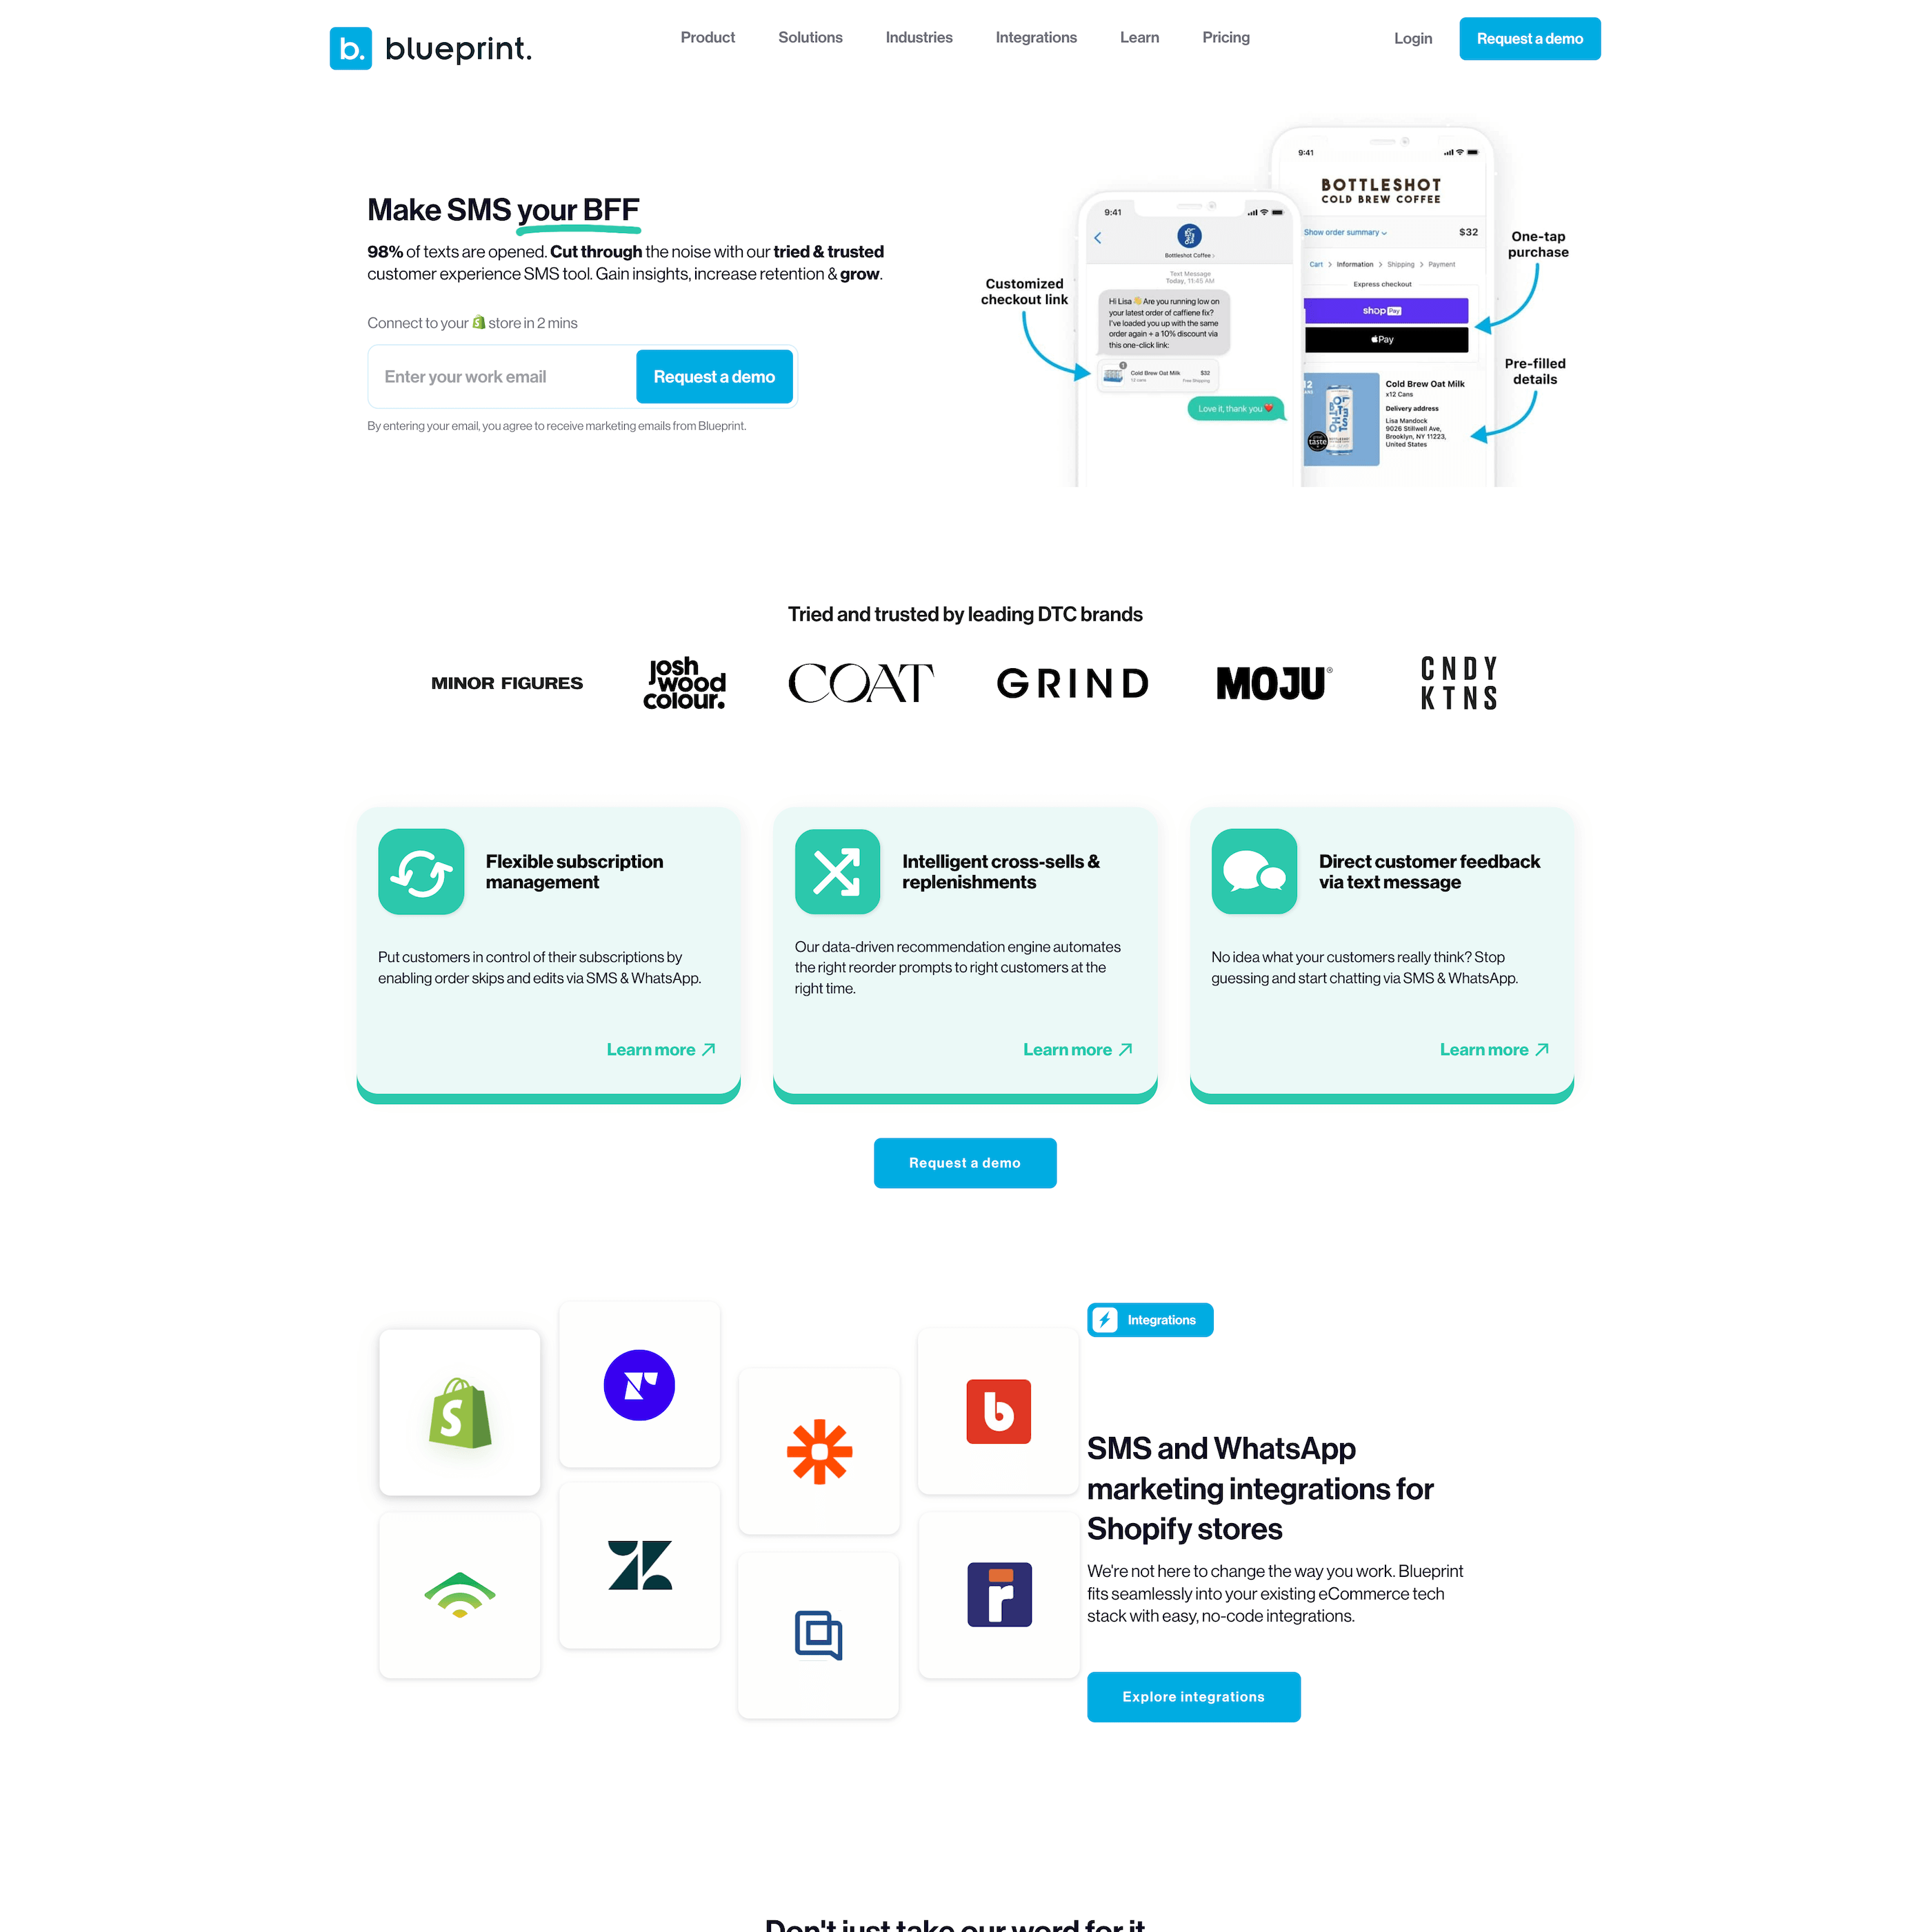 b. blueprint.
Product Solutions Industries Integrations Learn Pricing Login Request a demo
Make SMS your BFF
98% of texts are opened. Cut through the noise with our tried & trusted
customer experience SMS tool. Gain insights, increase retention & grow.
Connect to your store in 2 mins
Enter your work email Request a demo
By entering your email, you agree to receive marketing emails from Blueprint.
Customized
checkout link
9:41
Bottleshot Coffee
Text Message
Today, 11:45 AM
Hi Lisa 👋 Are you running low on
your latest order of caffiene fix?
I've loaded you up with the same
order again + a 10% discount via
this one-click link:
1
Cold Brew Oat Milk $32
12 cans Free Shipping
Love it, thank you ❤️
9:41
BOTTLESHOT
COLD BREW COFFEE
Show order summary $32
Cart > Information > Shipping > Payment
Express checkout
shop Pay
Pay
12
taste
Cold Brew Oat Milk
x12 Cans
Delivery address
Lisa Mandock
9026 Stillwell Ave,
Brooklyn, NY 11223,
United States
One-tap
purchase
Pre-filled
details
Tried and trusted by leading DTC brands
MINOR FIGURES
josh
wood
colour.
COAT
GRIND
MOJU®
CNDY
KTNS
Flexible subscription
management
Put customers in control of their subscriptions by
enabling order skips and edits via SMS & WhatsApp.
Learn more
Intelligent cross-sells &
replenishments
Our data-driven recommendation engine automates
the right reorder prompts to right customers at the
right time.
Learn more
Direct customer feedback
via text message
No idea what your customers really think? Stop
guessing and start chatting via SMS & WhatsApp.
Learn more
Request a demo
Integrations
SMS and WhatsApp
marketing integrations for
Shopify stores
We're not here to change the way you work. Blueprint
fits seamlessly into your existing eCommerce tech
stack with easy, no-code integrations.
Explore integrations
Don't just take our word for it